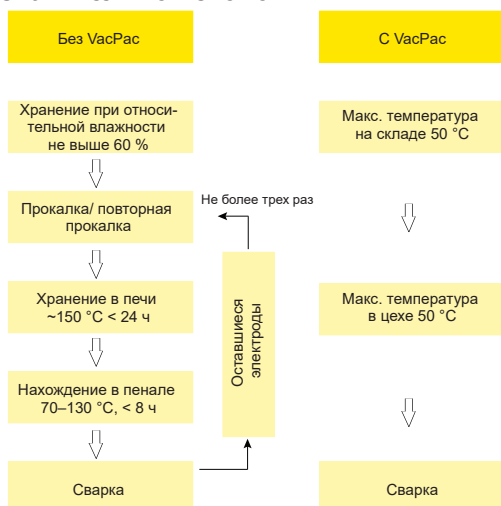 Без VacPac
С VacPac
Хранение при относи-
тельной влажности
не выше 60 %
Макс. температура
на складе 50 °C
Не более трех раз
Прокалка/ повторная
прокалка
Хранение в печи
~150 °C < 24 ч
Оставшиеся
электроды
Макс. температура
в цехе 50 °C
Нахождение в пенале
70–130 °C, < 8 ч
Сварка
Сварка